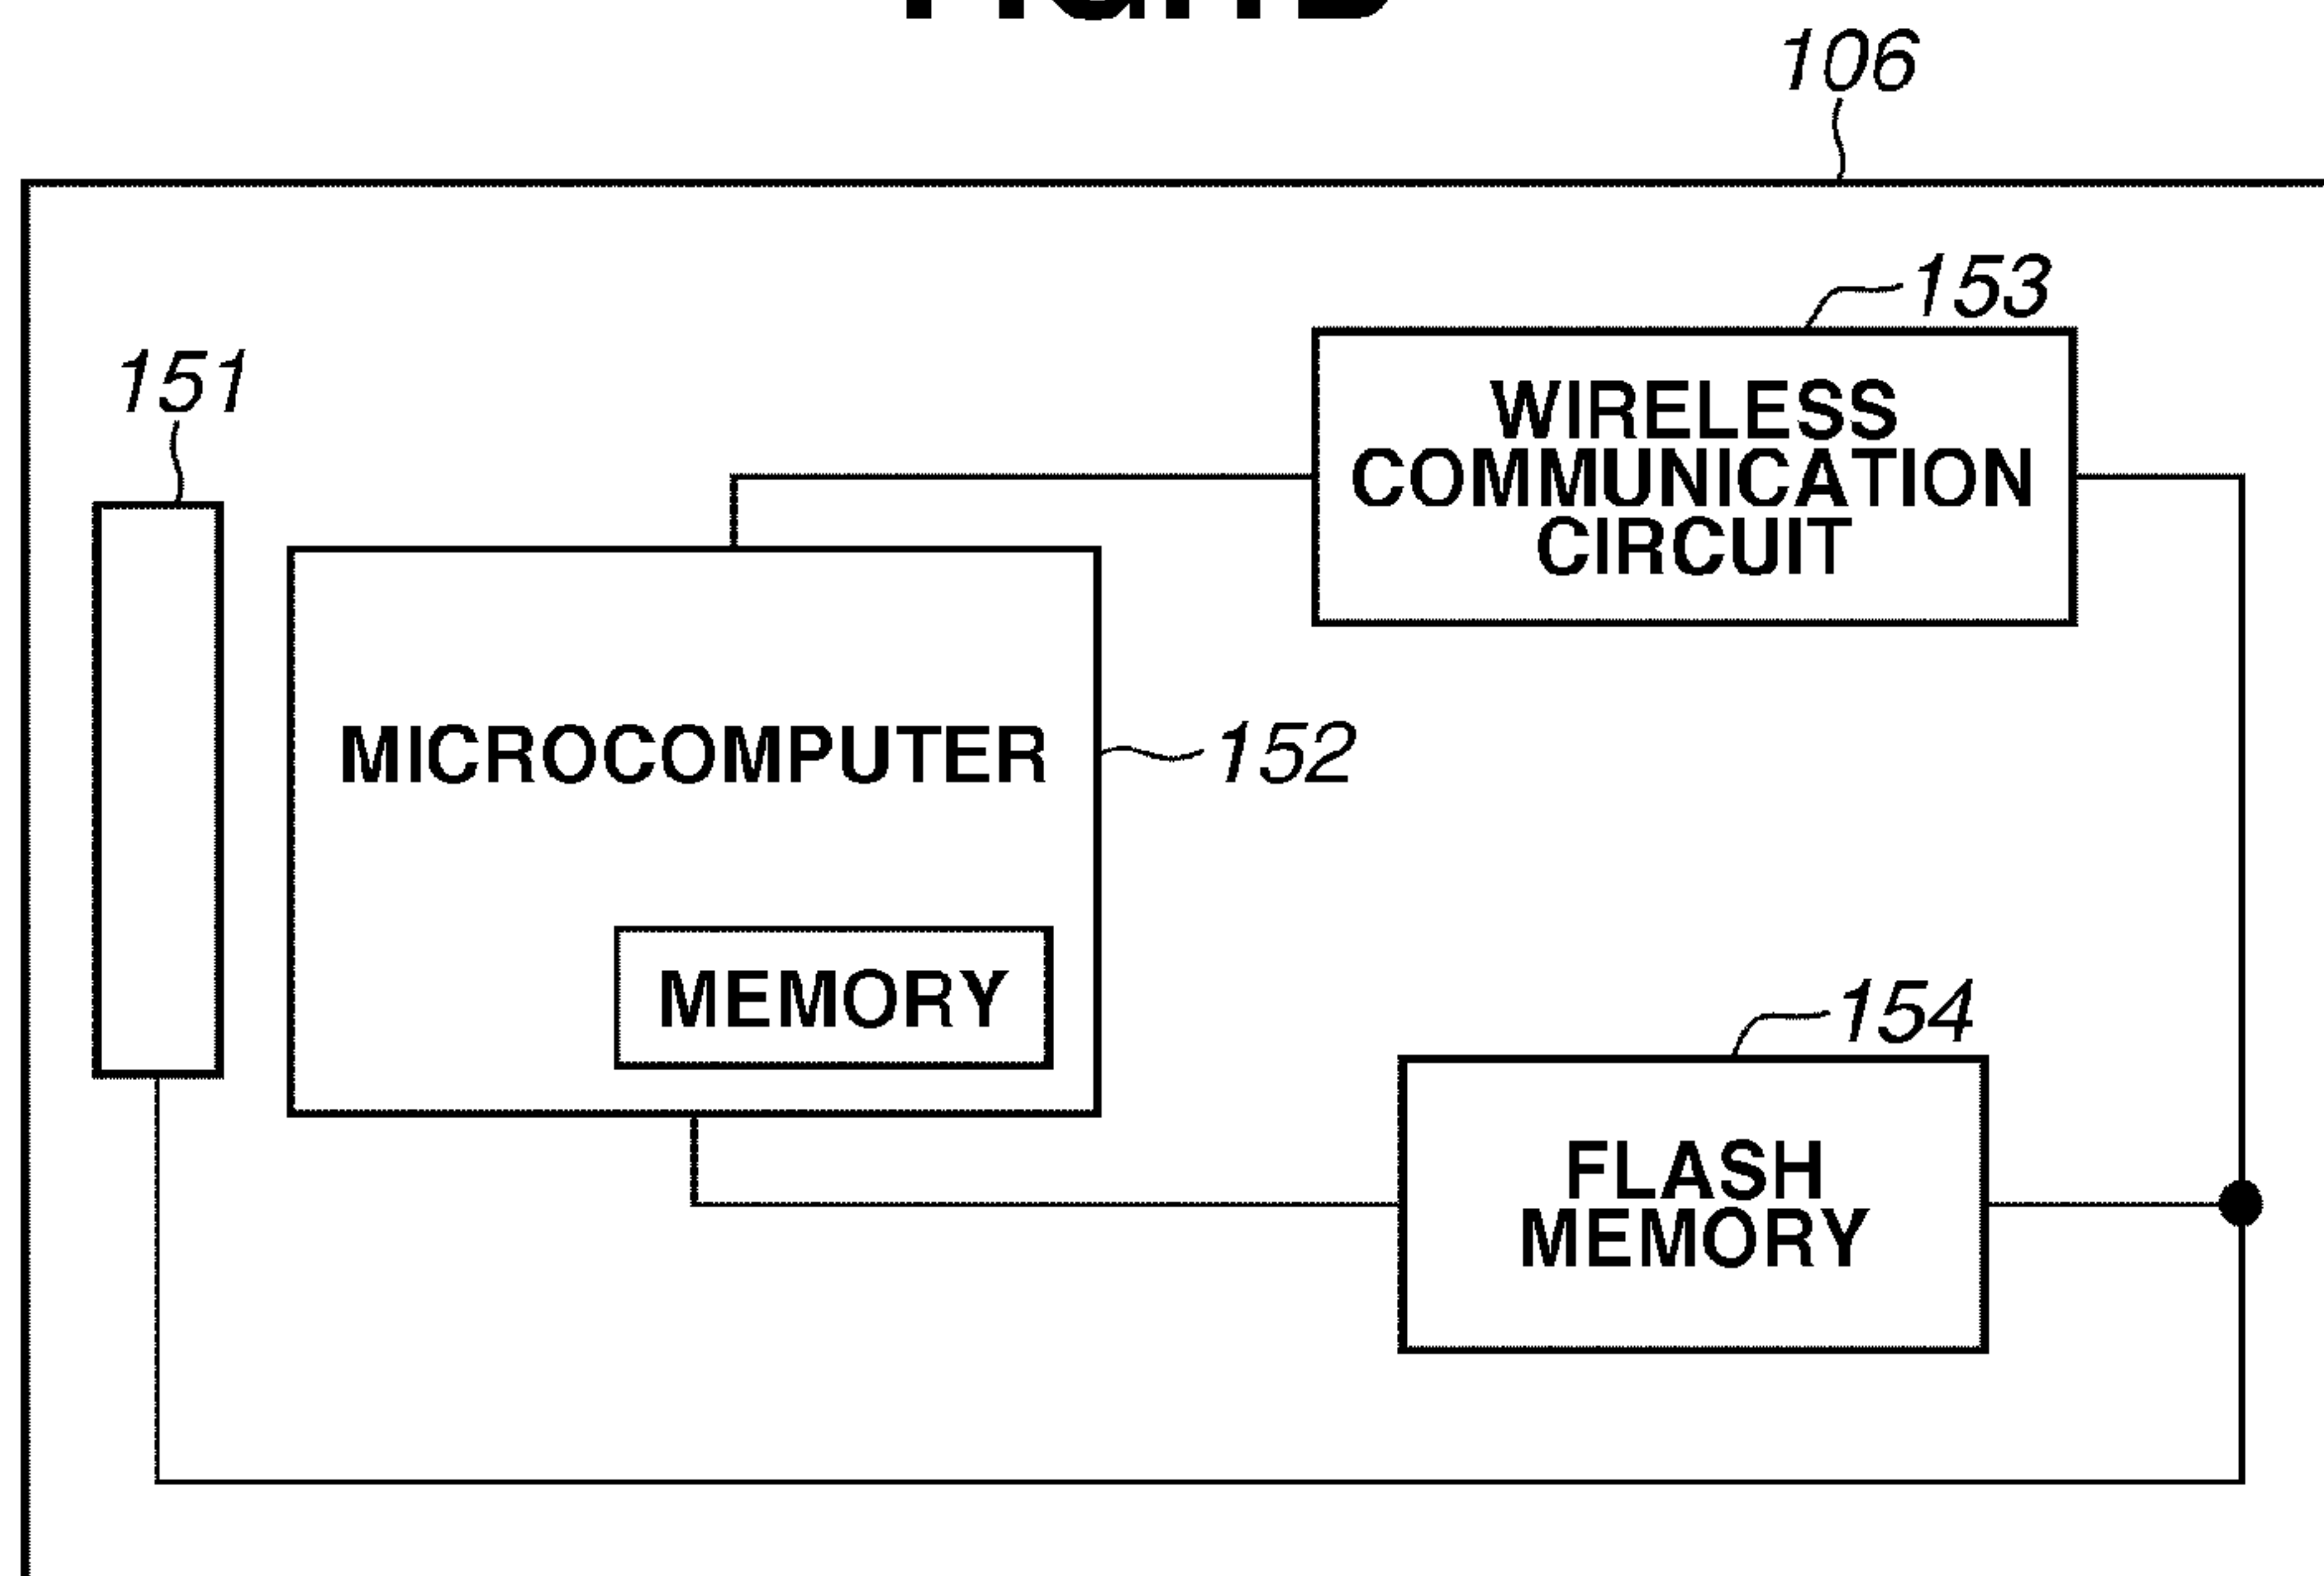 106
153
151
WIRELESS
COMMUNICATION
CIRCUIT
MICROCOMPUTER
152
MEMORY
154
FLASH
MEMORY